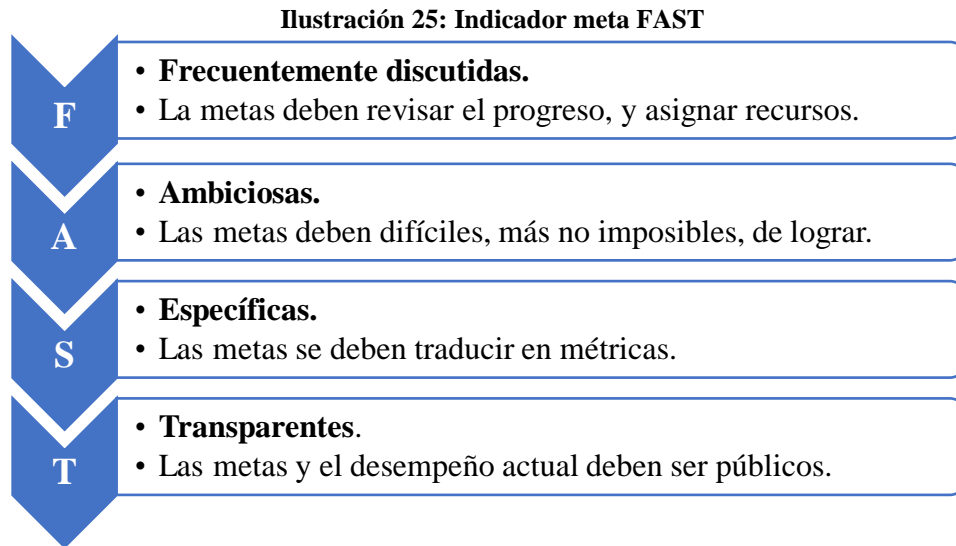 Ilustración 25: Indicador meta FAST
F
• Frecuentemente discutidas.
• La metas deben revisar el progreso, y asignar recursos.
A
• Ambiciosas.
• Las metas deben difíciles, más no imposibles, de lograr.
S
• Específicas.
• Las metas se deben traducir en métricas.
T
• Transparentes.
• Las metas y el desempeño actual deben ser públicos.